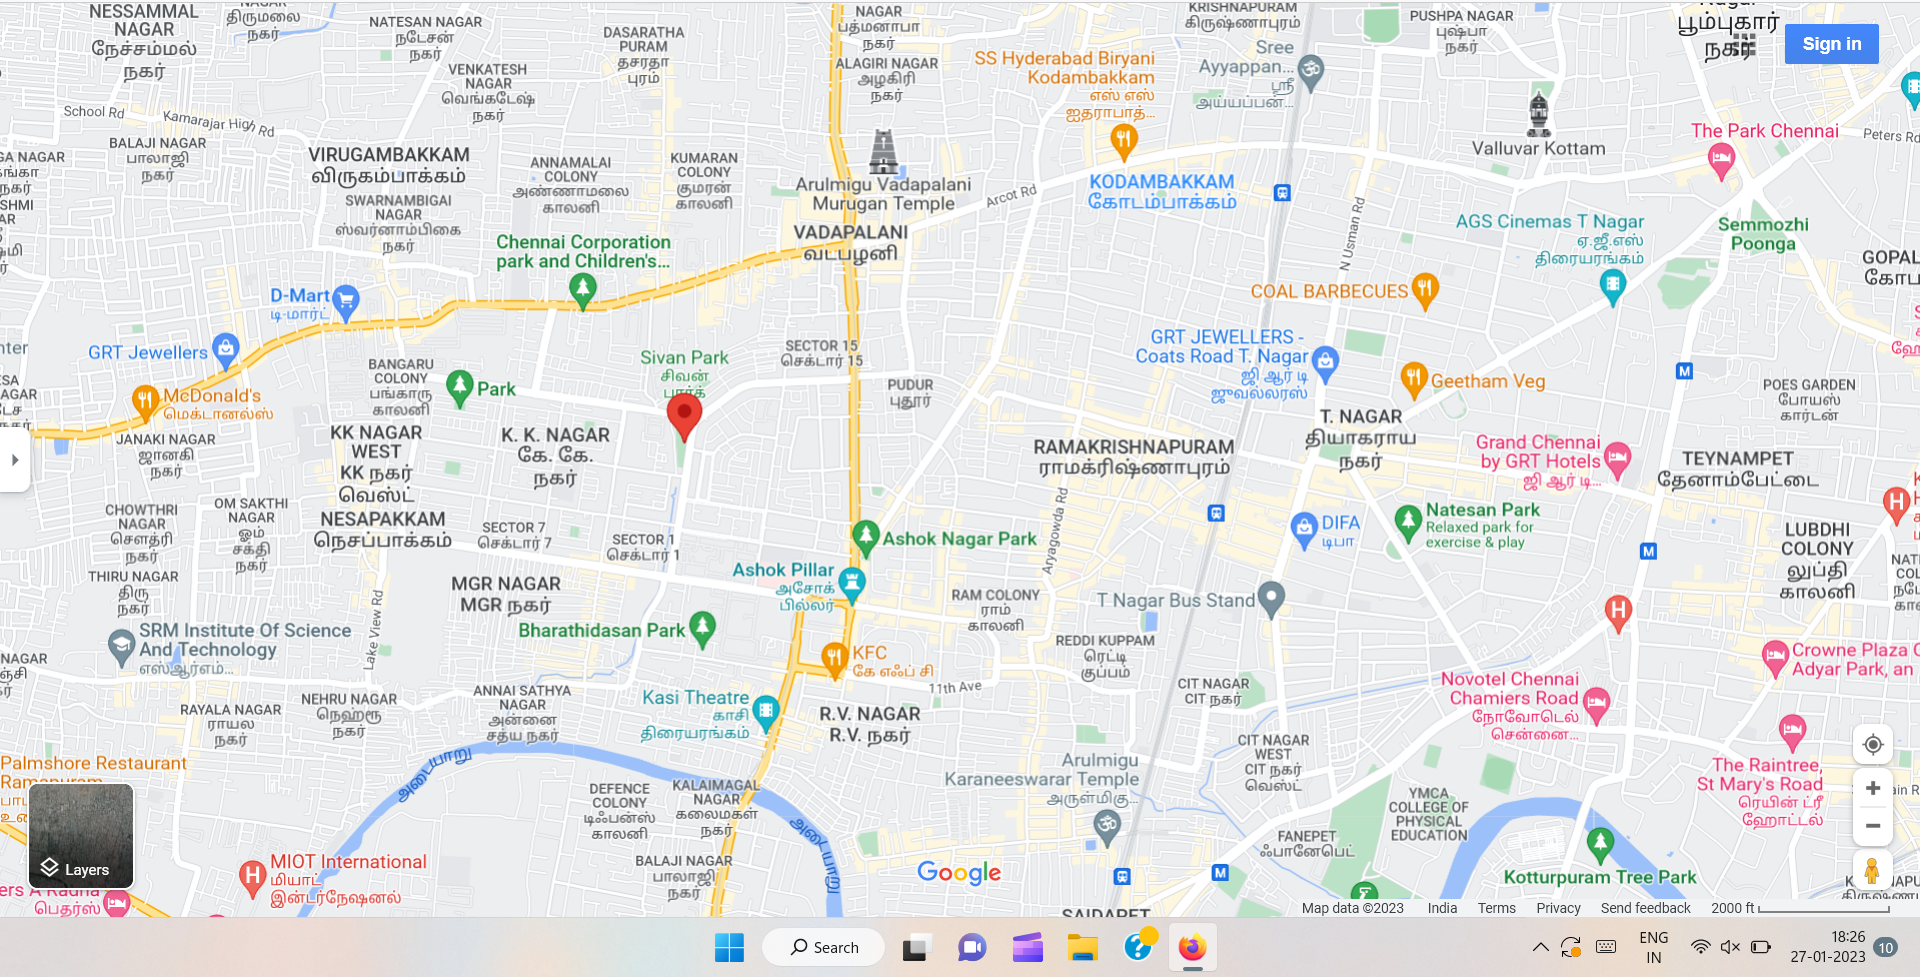 NESSAMMAL
NAGAR
நேச்சம்மல்
நகர்
திருமலை
நகர்
NATESAN NAGAR
நடேசன்
நகர்
DASARATHA
PURAM
தசரதா
புரம்
NAGAR
பத்மனாபா
நகர்
ALAGIRI NAGAR
அழகிரி
நகர்
SS Hyderabad Biryani
Kodambakkam
எஸ் எஸ்
ஐதராபாத்...
KRISHNAPURAM
கிருஷ்ணாபுரம்
Sree
Ayyappan...
ஸ்ரீ
அய்யப்பன்...
PUSHPA NAGAR
புஷ்பா
நகர்
பூம்புகார்
நகர்
Sign in
VENKATESH
NAGAR
வெங்கடேஷ்
நகர்
School Rd
Kamarajar High Rd
BALAJI NAGAR
பாலாஜி
நகர்
VIRUGAMBAKKAM
விருகம்பாக்கம்
ANNAMALAI
COLONY
அண்ணாமலை
காலனி
KUMARAN
COLONY
குமரன்
காலனி
Arulmigu Vadapalani
Murugan Temple
Arcot Rd
KODAMBAKKAM
கோடம்பாக்கம்
Valluvar Kottam
The Park Chennai
Peters Rd
SWARNAMBIGAI
NAGAR
ஸ்வர்னாம்பிகை
நகர்
VADAPALANI
வடபழனி
N Usman Rd
AGS Cinemas T Nagar
ஏ.ஜீ.எஸ்
திரையரங்கம்
Semmozhi
Poonga
Chennai Corporation
park and Children's...
D-Mart
டி-மார்ட்
COAL BARBECUES
GRT Jewellers
GRT JEWELLERS -
Coats Road T. Nagar
ஜி ஆர் டி
ஜுவல்லரஸ்
Sivan Park
சிவன்
பார்க்
SECTOR 15
செக்டார் 15
BANGARU
COLONY
பங்காரு
காலனி
Park
PUDUR
புதூர்
Geetham Veg
POES GARDEN
போயஸ்
கார்டன்
McDonald's
மெக்டானல்ஸ்
JANAKI NAGAR
ஜானகி
நகர்
KK NAGAR
WEST
KK நகர்
வெஸ்ட்
K. K. NAGAR
கே. கே.
நகர்
RAMAKRISHNAPURAM
ராமக்ரிஷ்ணாபுரம்
T. NAGAR
தியாகராய
நகர்
Grand Chennai
by GRT Hotels
ஜி ஆர் டி...
TEYNAMPET
தேனாம்பேட்டை
CHOWTHRI
NAGAR
சௌத்ரி
நகர்
OM SAKTHI
NAGAR
ஓம்
சக்தி
நகர்
NESAPAKKAM
நெசப்பாக்கம்
SECTOR 7
செக்டார் 7
SECTOR 1
செக்டார் 1
Ashok Nagar Park
Aryagowda Rd
DIFA
டிபா
Natesan Park
Relaxed park for
exercise & play
LUBDHI
COLONY
லுப்தி
காலனி
THIRU NAGAR
திரு
நகர்
MGR NAGAR
MGR நகர்
Ashok Pillar
அசோக்
பில்லர்
RAM COLONY
ராம்
காலனி
T Nagar Bus Stand
Lake View Rd
SRM Institute Of Science
And Technology
எஸ்ஆர்எம்...
Bharathidasan Park
KFC
கே எஃப் சி
REDDI KUPPAM
ரெட்டி
குப்பம்
Crowne Plaza C
Adyar Park, an
NEHRU NAGAR
நெஹ்ரூ
நகர்
ANNAI SATHYA
NAGAR
அன்னை
சத்ய நகர்
Kasi Theatre
காசி
திரையரங்கம்
11th Ave
CIT NAGAR
CIT நகர்
Novotel Chennai
Chamiers Road
நோவோடெல்
சென்னை...
RAYALA NAGAR
ராயல
நகர்
R.V. NAGAR
R.V. நகர்
Palmshore Restaurant
Ramapuram
அடையாறு
CIT NAGAR
WEST
CIT நகர்
வெஸ்ட்
Arulmigu
Karaneeswarar Temple
அருள்மிகு...
The Raintree,
St Mary's Road
ரெயின் ட்ரீ
ஹோட்டல்
DEFENCE
COLONY
டிஃபன்ஸ்
காலனி
KALAIMAGAL
NAGAR
கலைமகள்
நகர்
அடையாறு
YMCA
COLLEGE OF
PHYSICAL
EDUCATION
FANEPET
ஃபானேபெட்
Layers
MIOT International
மியாட்
இன்டர்நேஷனல்
BALAJI NAGAR
பாலாஜி
நகர்
Google
Kotturpuram Tree Park
பெதர்ஸ்
SAIDAPET
Map data ©2023 India Terms Privacy Send feedback 2000 ft
Search
ENG
IN
18:26
27-01-2023
10